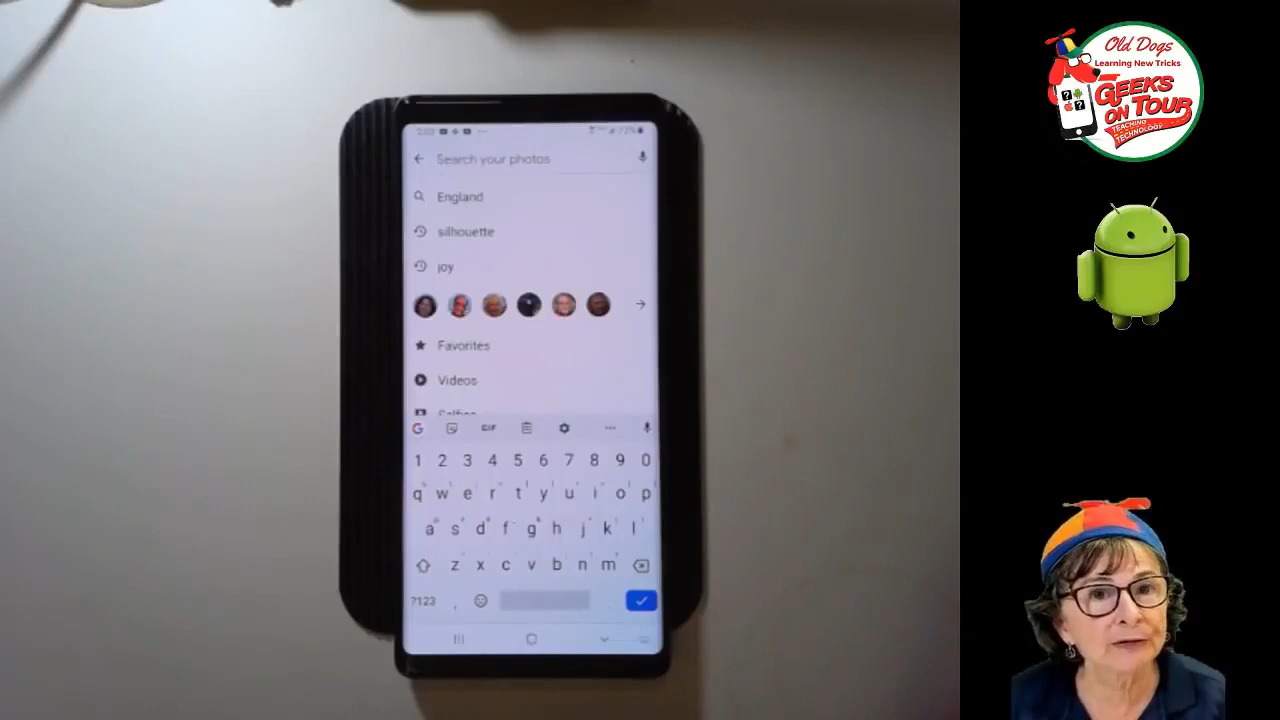 Search your photos
England
silhouette
joy
Favorites
Videos
Selfies
GIF
1 2 3 4 5 6 7 8 9 0
q w e r t y u i o p
a s d f g h j k l
z x c v b n m
?123 ,
Old Dogs
Learning New Tricks
GEEKS
ON TOUR
TEACHING
TECHNOLOGY